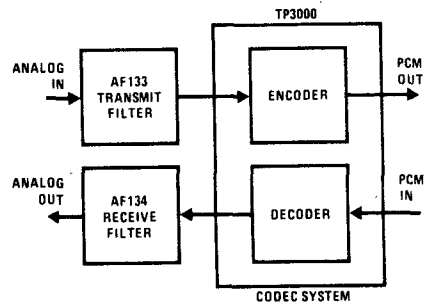 TP3000
ANALOG
IN
AF133
TRANSMIT
FILTER
ENCODER
PCM
OUT
ANALOG
OUT
AF134
RECEIVE
FILTER
DECODER
PCM
IN
CODEC SYSTEM